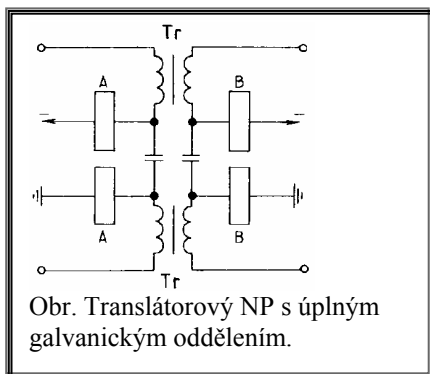 Tr
A
B
–
–
A
B
Tr
Obr. Translátorový NP s úplným
galvanickým oddělením.